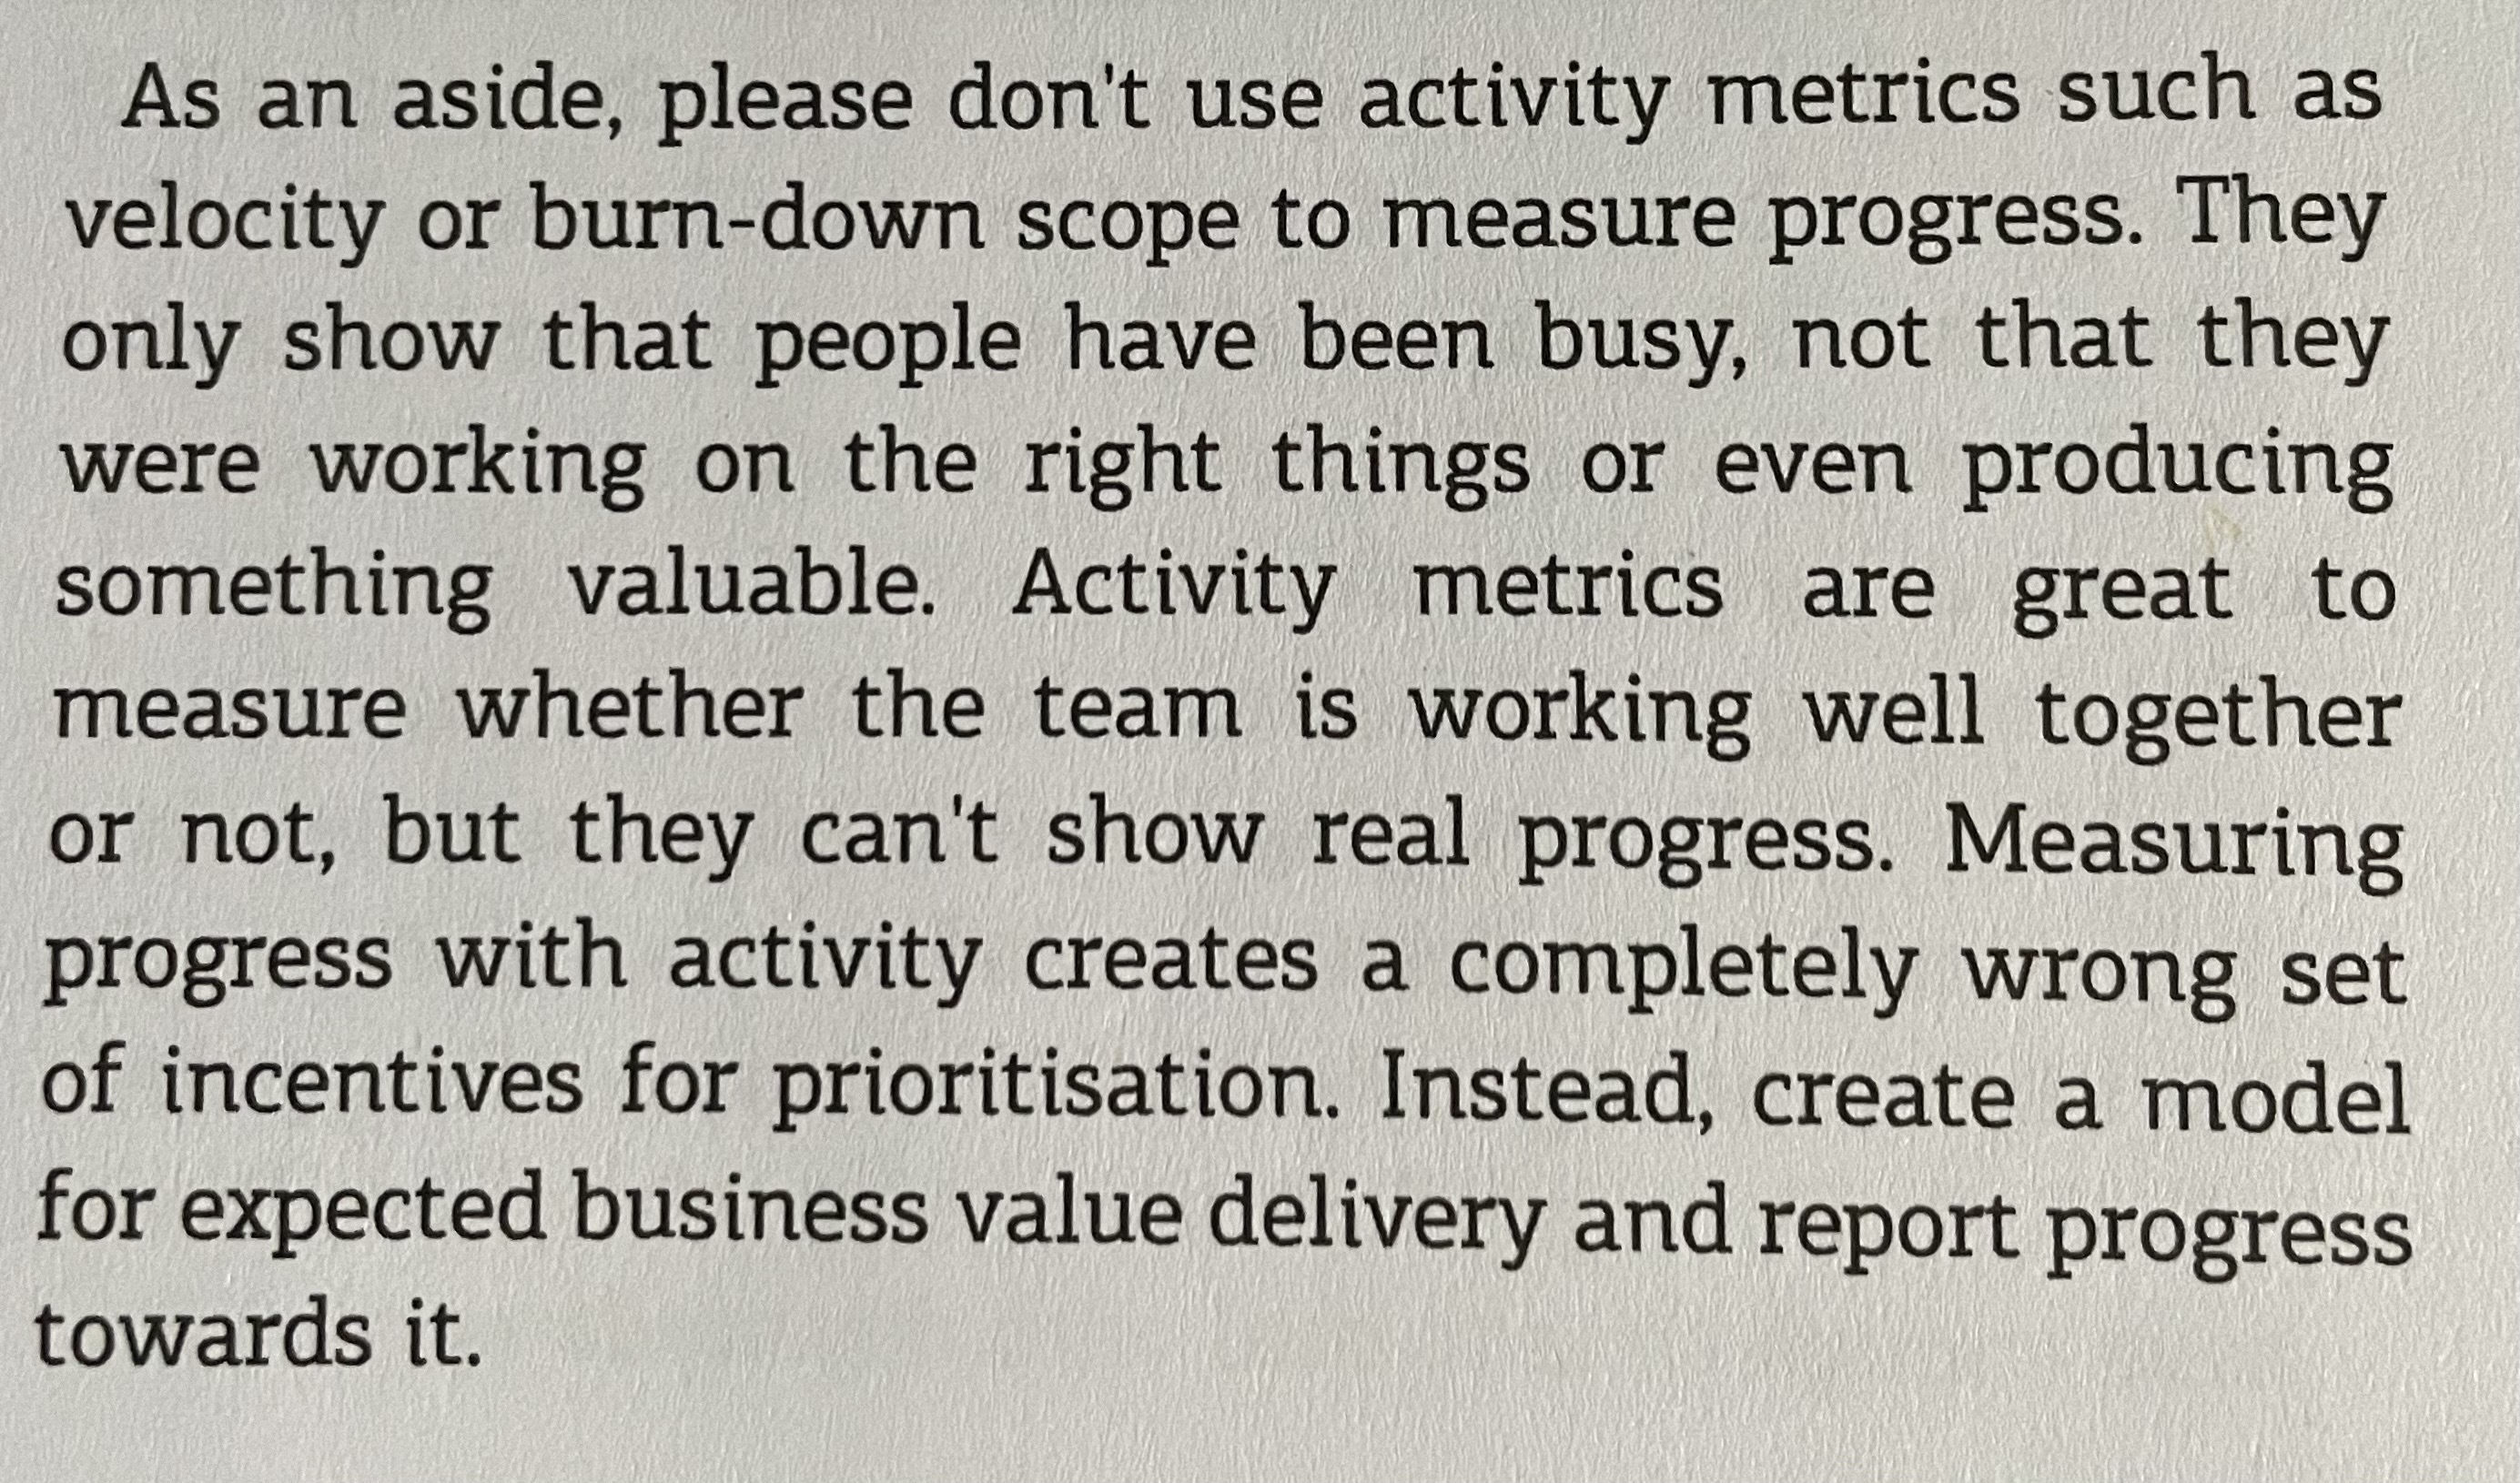 As an aside, please don't use activity metrics such as
velocity or burn-down scope to measure progress. They
only show that people have been busy, not that they
were working on the right things or even producing
something valuable. Activity metrics are great to
measure whether the team is working well together
or not, but they can't show real progress. Measuring
progress with activity creates a completely wrong set
of incentives for prioritisation. Instead, create a model
for expected business value delivery and report progress
towards it.